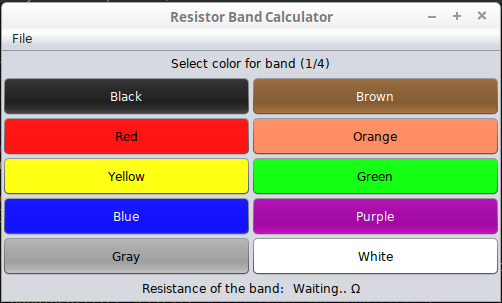 Resistor Band Calculator
File
Select color for band (1/4)
Black Brown
Red Orange
Yellow Green
Blue Purple
Gray White
Resistance of the band: Waiting.. Ω